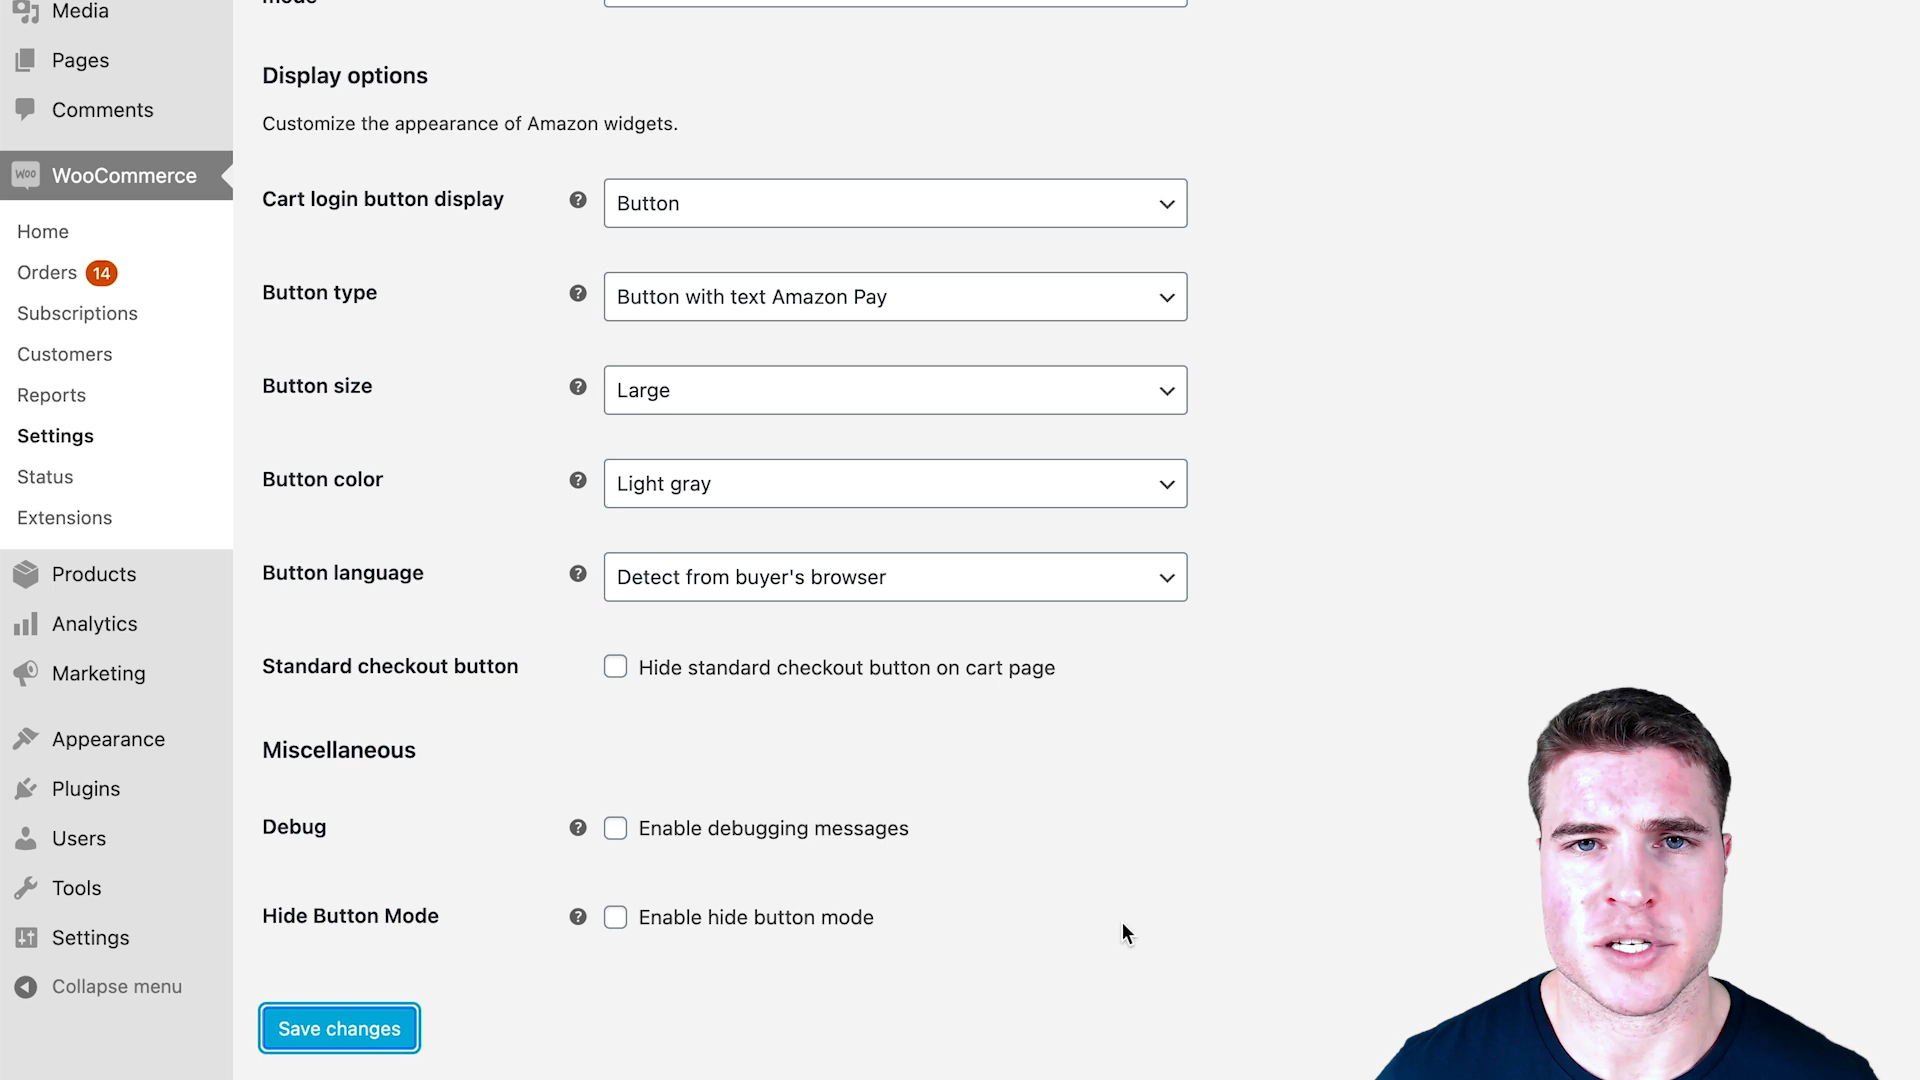 Media
Pages
Comments
WooCommerce
Home
Orders 14
Subscriptions
Customers
Reports
Settings
Status
Extensions
Products
Analytics
Marketing
Appearance
Plugins
Users
Tools
Settings
Collapse menu
mode
Display options
Customize the appearance of Amazon widgets.
Cart login button display ? Button
Button type ? Button with text Amazon Pay
Button size ? Large
Button color ? Light gray
Button language ? Detect from buyer's browser
Standard checkout button Hide standard checkout button on cart page
Miscellaneous
Debug ? Enable debugging messages
Hide Button Mode ? Enable hide button mode
Save changes